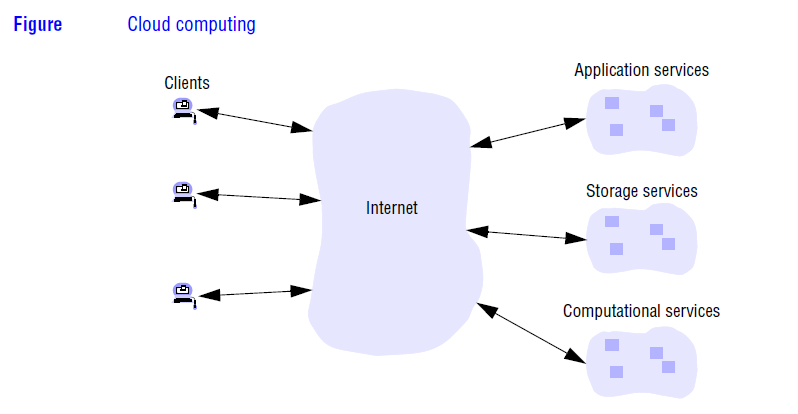 Figure Cloud computing
Clients
Application services
Internet
Storage services
Computational services